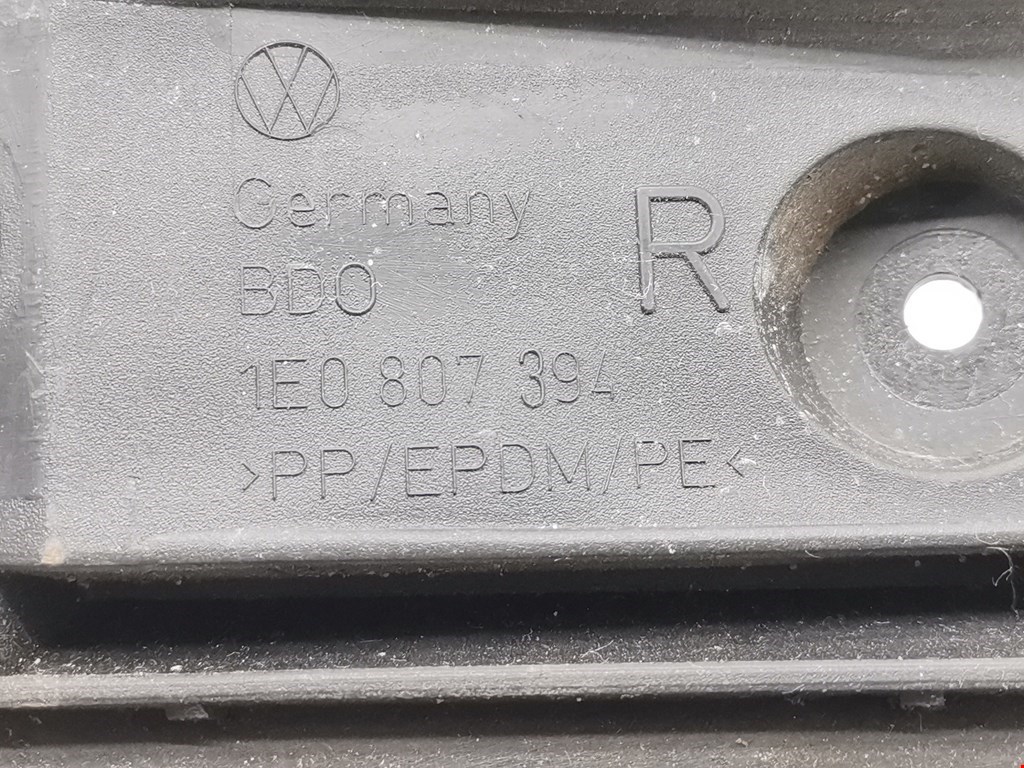 Germany
BDO
R
1E0 807 394
>PP/EPDM/PE<